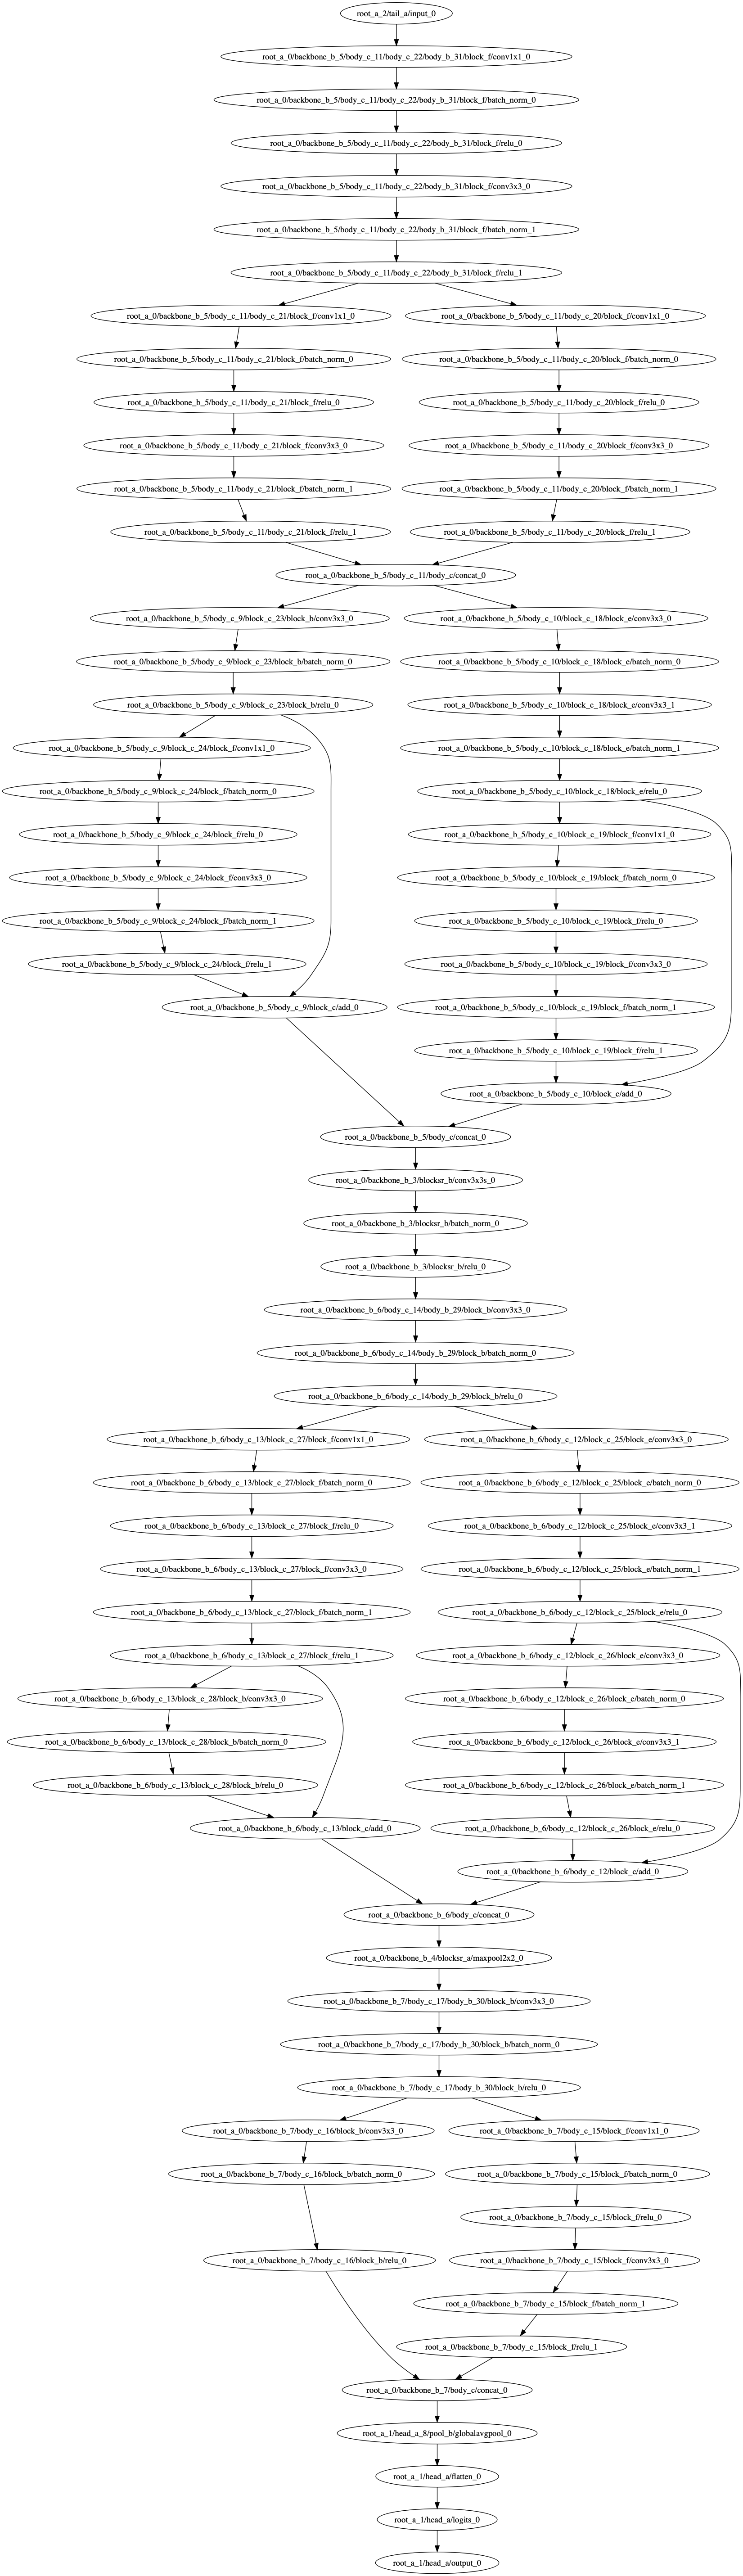 root_a_2/tail_a/input_0
root_a_0/backbone_b_5/body_c_11/body_c_22/body_b_31/block_f/conv1x1_0
root_a_0/backbone_b_5/body_c_11/body_c_22/body_b_31/block_f/batch_norm_0
root_a_0/backbone_b_5/body_c_11/body_c_22/body_b_31/block_f/relu_0
root_a_0/backbone_b_5/body_c_11/body_c_22/body_b_31/block_f/conv3x3_0
root_a_0/backbone_b_5/body_c_11/body_c_22/body_b_31/block_f/batch_norm_1
root_a_0/backbone_b_5/body_c_11/body_c_22/body_b_31/block_f/relu_1
root_a_0/backbone_b_5/body_c_11/body_c_21/block_f/conv1x1_0
root_a_0/backbone_b_5/body_c_11/body_c_20/block_f/conv1x1_0
root_a_0/backbone_b_5/body_c_11/body_c_21/block_f/batch_norm_0
root_a_0/backbone_b_5/body_c_11/body_c_20/block_f/batch_norm_0
root_a_0/backbone_b_5/body_c_11/body_c_21/block_f/relu_0
root_a_0/backbone_b_5/body_c_11/body_c_20/block_f/relu_0
root_a_0/backbone_b_5/body_c_11/body_c_21/block_f/conv3x3_0
root_a_0/backbone_b_5/body_c_11/body_c_20/block_f/conv3x3_0
root_a_0/backbone_b_5/body_c_11/body_c_21/block_f/batch_norm_1
root_a_0/backbone_b_5/body_c_11/body_c_20/block_f/batch_norm_1
root_a_0/backbone_b_5/body_c_11/body_c_21/block_f/relu_1
root_a_0/backbone_b_5/body_c_11/body_c_20/block_f/relu_1
root_a_0/backbone_b_5/body_c_11/body_c/concat_0
root_a_0/backbone_b_5/body_c_9/block_c_23/block_b/conv3x3_0
root_a_0/backbone_b_5/body_c_10/block_c_18/block_e/conv3x3_0
root_a_0/backbone_b_5/body_c_9/block_c_23/block_b/batch_norm_0
root_a_0/backbone_b_5/body_c_10/block_c_18/block_e/batch_norm_0
root_a_0/backbone_b_5/body_c_9/block_c_23/block_b/relu_0
root_a_0/backbone_b_5/body_c_10/block_c_18/block_e/conv3x3_1
root_a_0/backbone_b_5/body_c_9/block_c_24/block_f/conv1x1_0
root_a_0/backbone_b_5/body_c_10/block_c_18/block_e/batch_norm_1
root_a_0/backbone_b_5/body_c_9/block_c_24/block_f/batch_norm_0
root_a_0/backbone_b_5/body_c_10/block_c_18/block_e/relu_0
root_a_0/backbone_b_5/body_c_9/block_c_24/block_f/relu_0
root_a_0/backbone_b_5/body_c_10/block_c_19/block_f/conv1x1_0
root_a_0/backbone_b_5/body_c_9/block_c_24/block_f/conv3x3_0
root_a_0/backbone_b_5/body_c_10/block_c_19/block_f/batch_norm_0
root_a_0/backbone_b_5/body_c_9/block_c_24/block_f/batch_norm_1
root_a_0/backbone_b_5/body_c_10/block_c_19/block_f/relu_0
root_a_0/backbone_b_5/body_c_9/block_c_24/block_f/relu_1
root_a_0/backbone_b_5/body_c_10/block_c_19/block_f/conv3x3_0
root_a_0/backbone_b_5/body_c_9/block_c/add_0
root_a_0/backbone_b_5/body_c_10/block_c_19/block_f/batch_norm_1
root_a_0/backbone_b_5/body_c_10/block_c_19/block_f/relu_1
root_a_0/backbone_b_5/body_c_10/block_c/add_0
root_a_0/backbone_b_5/body_c/concat_0
root_a_0/backbone_b_3/blocksr_b/conv3x3s_0
root_a_0/backbone_b_3/blocksr_b/batch_norm_0
root_a_0/backbone_b_3/blocksr_b/relu_0
root_a_0/backbone_b_6/body_c_14/body_b_29/block_b/conv3x3_0
root_a_0/backbone_b_6/body_c_14/body_b_29/block_b/batch_norm_0
root_a_0/backbone_b_6/body_c_14/body_b_29/block_b/relu_0
root_a_0/backbone_b_6/body_c_13/block_c_27/block_f/conv1x1_0
root_a_0/backbone_b_6/body_c_12/block_c_25/block_e/conv3x3_0
root_a_0/backbone_b_6/body_c_13/block_c_27/block_f/batch_norm_0
root_a_0/backbone_b_6/body_c_12/block_c_25/block_e/batch_norm_0
root_a_0/backbone_b_6/body_c_13/block_c_27/block_f/relu_0
root_a_0/backbone_b_6/body_c_12/block_c_25/block_e/conv3x3_1
root_a_0/backbone_b_6/body_c_13/block_c_27/block_f/conv3x3_0
root_a_0/backbone_b_6/body_c_12/block_c_25/block_e/batch_norm_1
root_a_0/backbone_b_6/body_c_13/block_c_27/block_f/batch_norm_1
root_a_0/backbone_b_6/body_c_12/block_c_25/block_e/relu_0
root_a_0/backbone_b_6/body_c_13/block_c_27/block_f/relu_1
root_a_0/backbone_b_6/body_c_12/block_c_26/block_e/conv3x3_0
root_a_0/backbone_b_6/body_c_13/block_c_28/block_b/conv3x3_0
root_a_0/backbone_b_6/body_c_12/block_c_26/block_e/batch_norm_0
root_a_0/backbone_b_6/body_c_13/block_c_28/block_b/batch_norm_0
root_a_0/backbone_b_6/body_c_12/block_c_26/block_e/conv3x3_1
root_a_0/backbone_b_6/body_c_13/block_c_28/block_b/relu_0
root_a_0/backbone_b_6/body_c_12/block_c_26/block_e/batch_norm_1
root_a_0/backbone_b_6/body_c_13/block_c/add_0
root_a_0/backbone_b_6/body_c_12/block_c_26/block_e/relu_0
root_a_0/backbone_b_6/body_c_12/block_c/add_0
root_a_0/backbone_b_6/body_c/concat_0
root_a_0/backbone_b_4/blocksr_a/maxpool2x2_0
root_a_0/backbone_b_7/body_c_17/body_b_30/block_b/conv3x3_0
root_a_0/backbone_b_7/body_c_17/body_b_30/block_b/batch_norm_0
root_a_0/backbone_b_7/body_c_17/body_b_30/block_b/relu_0
root_a_0/backbone_b_7/body_c_16/block_b/conv3x3_0
root_a_0/backbone_b_7/body_c_15/block_f/conv1x1_0
root_a_0/backbone_b_7/body_c_16/block_b/batch_norm_0
root_a_0/backbone_b_7/body_c_15/block_f/batch_norm_0
root_a_0/backbone_b_7/body_c_15/block_f/relu_0
root_a_0/backbone_b_7/body_c_16/block_b/relu_0
root_a_0/backbone_b_7/body_c_15/block_f/conv3x3_0
root_a_0/backbone_b_7/body_c_15/block_f/batch_norm_1
root_a_0/backbone_b_7/body_c_15/block_f/relu_1
root_a_0/backbone_b_7/body_c/concat_0
root_a_1/head_a_8/pool_b/globalavgpool_0
root_a_1/head_a/flatten_0
root_a_1/head_a/logits_0
root_a_1/head_a/output_0